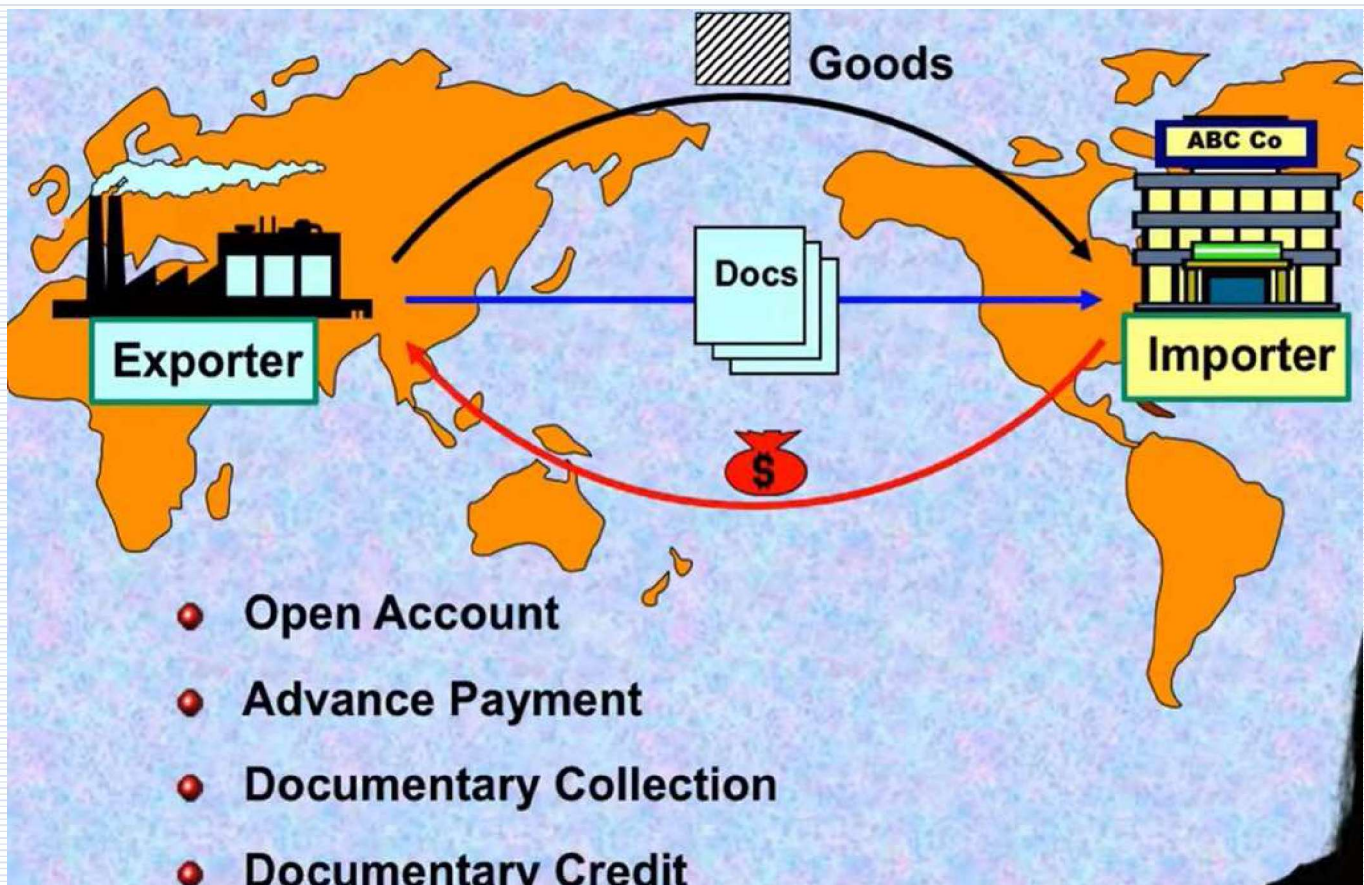 Goods
ABC Co
Docs
Exporter
Importer
$
Open Account
Advance Payment
Documentary Collection
Documentary Credit